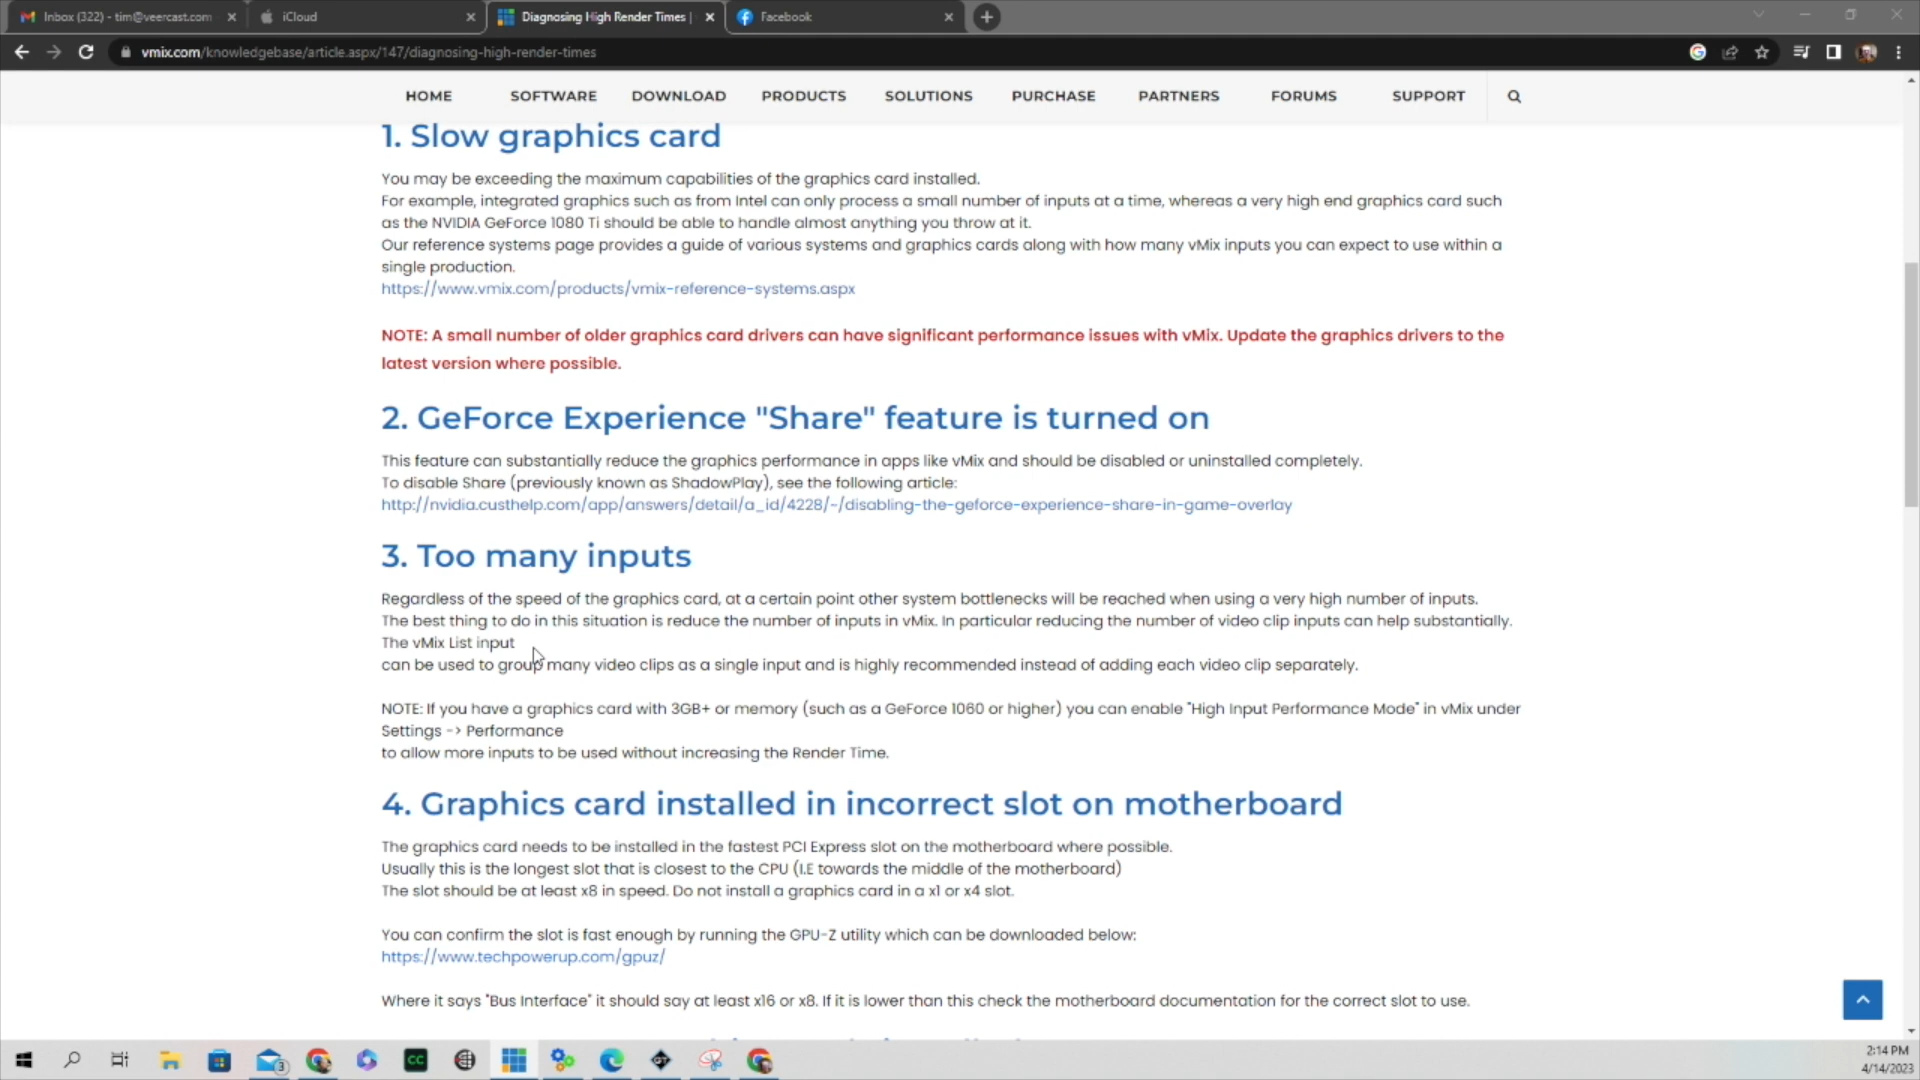 Inbox (322) - tim@veercast.com
iCloud
Diagnosing High Render Times |
Facebook
vmix.com/knowledgebase/article.aspx/147/diagnosing-high-render-times
HOME SOFTWARE DOWNLOAD PRODUCTS SOLUTIONS PURCHASE PARTNERS FORUMS SUPPORT
1. Slow graphics card
You may be exceeding the maximum capabilities of the graphics card installed.
For example, integrated graphics such as from Intel can only process a small number of inputs at a time, whereas a very high end graphics card such
as the NVIDIA GeForce 1080 Ti should be able to handle almost anything you throw at it.
Our reference systems page provides a guide of various systems and graphics cards along with how many vMix inputs you can expect to use within a
single production.
https://www.vmix.com/products/vmix-reference-systems.aspx
NOTE: A small number of older graphics card drivers can have significant performance issues with vMix. Update the graphics drivers to the
latest version where possible.
2. GeForce Experience "Share" feature is turned on
This feature can substantially reduce the graphics performance in apps like vMix and should be disabled or uninstalled completely.
To disable Share (previously known as ShadowPlay), see the following article:
http://nvidia.custhelp.com/app/answers/detail/a_id/4228/~/disabling-the-geforce-experience-share-in-game-overlay
3. Too many inputs
Regardless of the speed of the graphics card, at a certain point other system bottlenecks will be reached when using a very high number of inputs.
The best thing to do in this situation is reduce the number of inputs in vMix. In particular reducing the number of video clip inputs can help substantially.
The vMix List input
can be used to group many video clips as a single input and is highly recommended instead of adding each video clip separately.
NOTE: If you have a graphics card with 3GB+ or memory (such as a GeForce 1060 or higher) you can enable "High Input Performance Mode" in vMix under
Settings -> Performance
to allow more inputs to be used without increasing the Render Time.
4. Graphics card installed in incorrect slot on motherboard
The graphics card needs to be installed in the fastest PCI Express slot on the motherboard where possible.
Usually this is the longest slot that is closest to the CPU (I.E towards the middle of the motherboard)
The slot should be at least x8 in speed. Do not install a graphics card in a x1 or x4 slot.
You can confirm the slot is fast enough by running the GPU-Z utility which can be downloaded below:
https://www.techpowerup.com/gpuz/
Where it says "Bus Interface" it should say at least x16 or x8. If it is lower than this check the motherboard documentation for the correct slot to use.
3
CC
GT
2:14 PM
4/14/2023